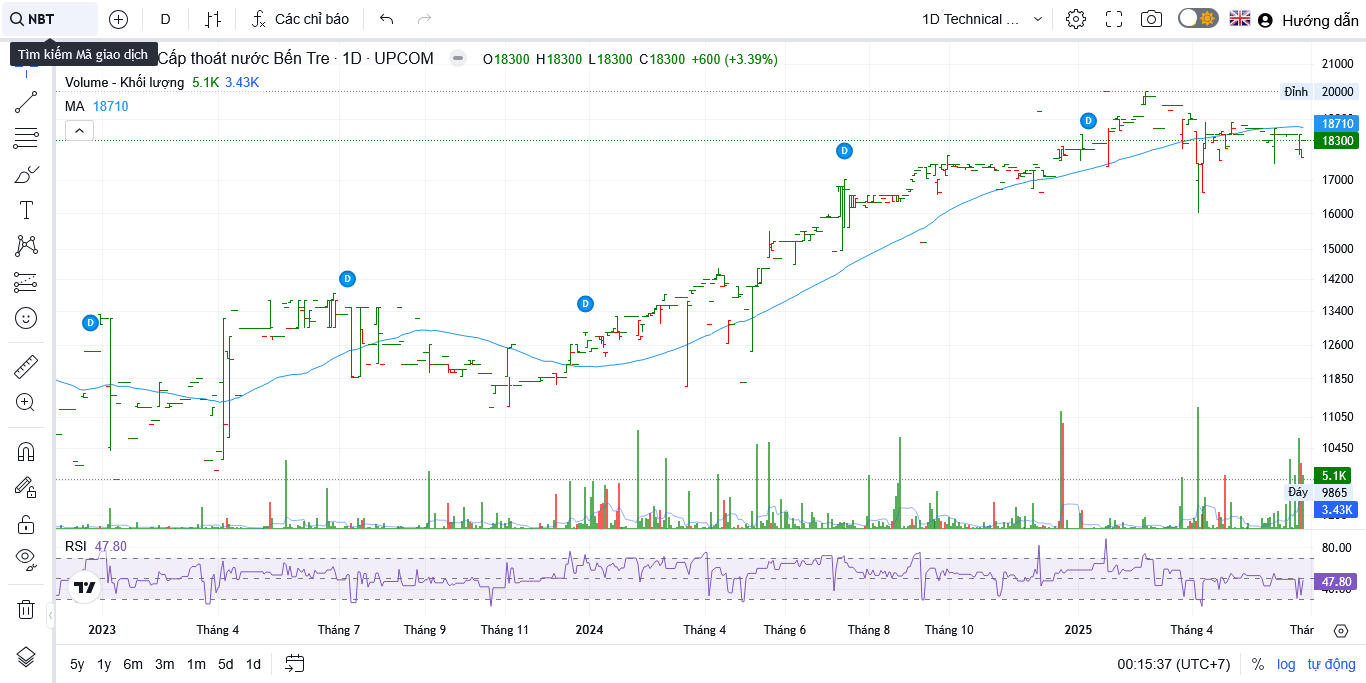 NBT
D
Các chỉ báo
1D Technical ...
Hướng dẫn
Tìm kiếm Mã giao dịch
Cấp thoát nước Bến Tre · 1D · UPCOM
O18300 H18300 L18300 C18300 +600 (+3.39%)
Volume - Khối lượng 5.1K 3.43K
MA 18710
21000
Đỉnh 20000
18710
18300
17000
16000
15000
14200
13400
12600
11850
11050
10450
5.1K
Đáy 9865
3.43K
D
D
D
D
D
RSI 47.80
80.00
47.80
2023 Tháng 4 Tháng 7 Tháng 9 Tháng 11 2024 Tháng 4 Tháng 6 Tháng 8 Tháng 10 2025 Tháng 4 Thár
5y 1y 6m 3m 1m 5d 1d
00:15:37 (UTC+7) % log tự động